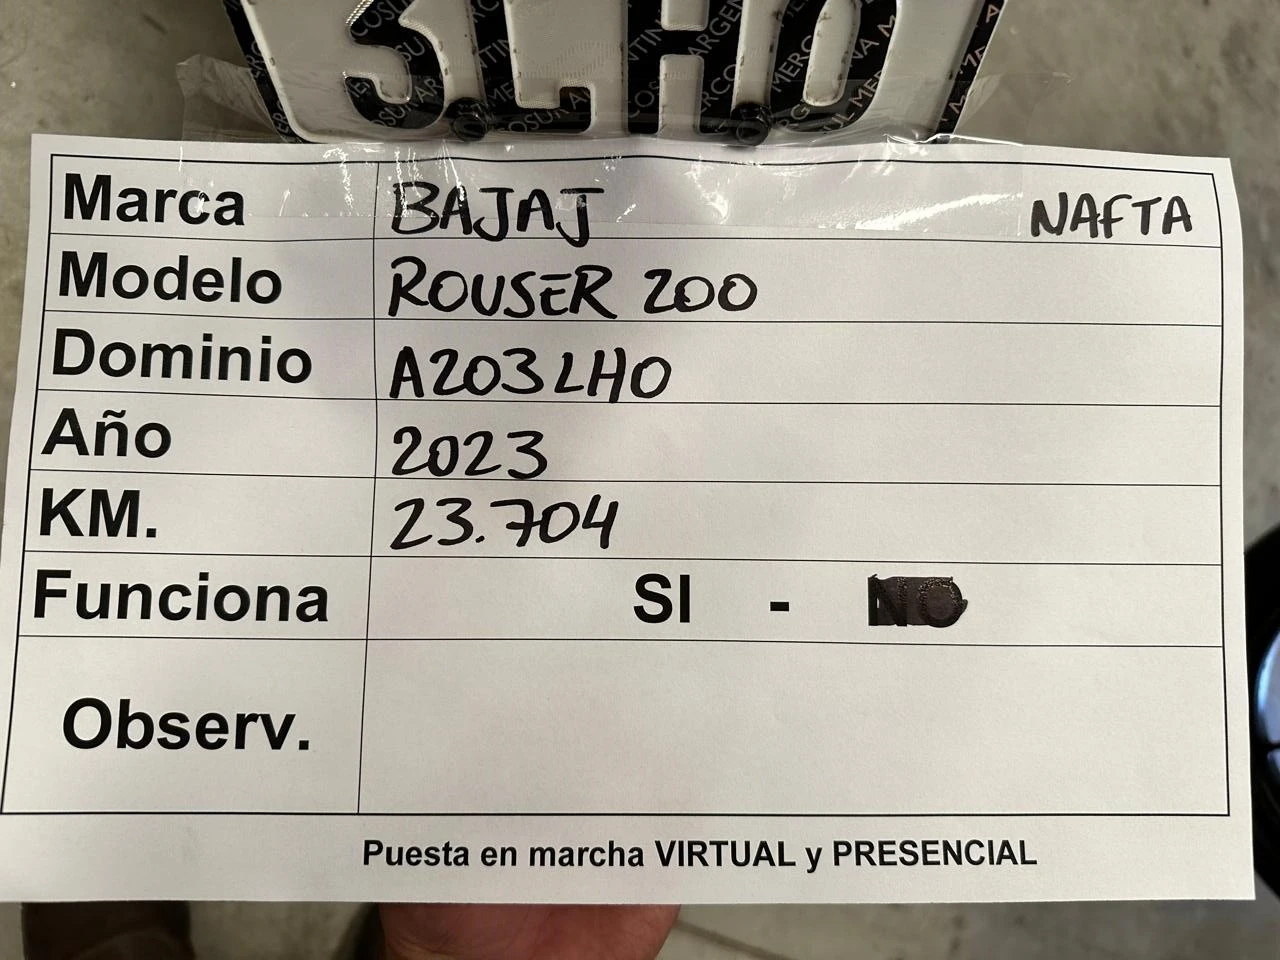 3LHO
Marca BAJAJ NAFTA
Modelo ROUSER 200
Dominio A203LHO
Año 2023
KM. 23.704
Funciona SI - NO
Observ.
Puesta en marcha VIRTUAL y PRESENCIAL